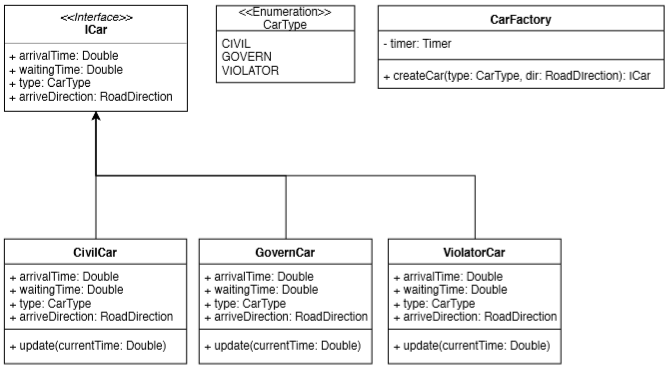 <<Interface>>
ICar
+ arrivalTime: Double
+ waitingTime: Double
+ type: CarType
+ arriveDirection: RoadDirection
<<Enumeration>>
CarType
CIVIL
GOVERN
VIOLATOR
CarFactory
- timer: Timer
+ createCar(type: CarType, dir: RoadDIrection): ICar
CivilCar
+ arrivalTime: Double
+ waitingTime: Double
+ type: CarType
+ arriveDirection: RoadDirection
+ update(currentTime: Double)
GovernCar
+ arrivalTime: Double
+ waitingTime: Double
+ type: CarType
+ arriveDirection: RoadDirection
+ update(currentTime: Double)
ViolatorCar
+ arrivalTime: Double
+ waitingTime: Double
+ type: CarType
+ arriveDirection: RoadDirection
+ update(currentTime: Double)